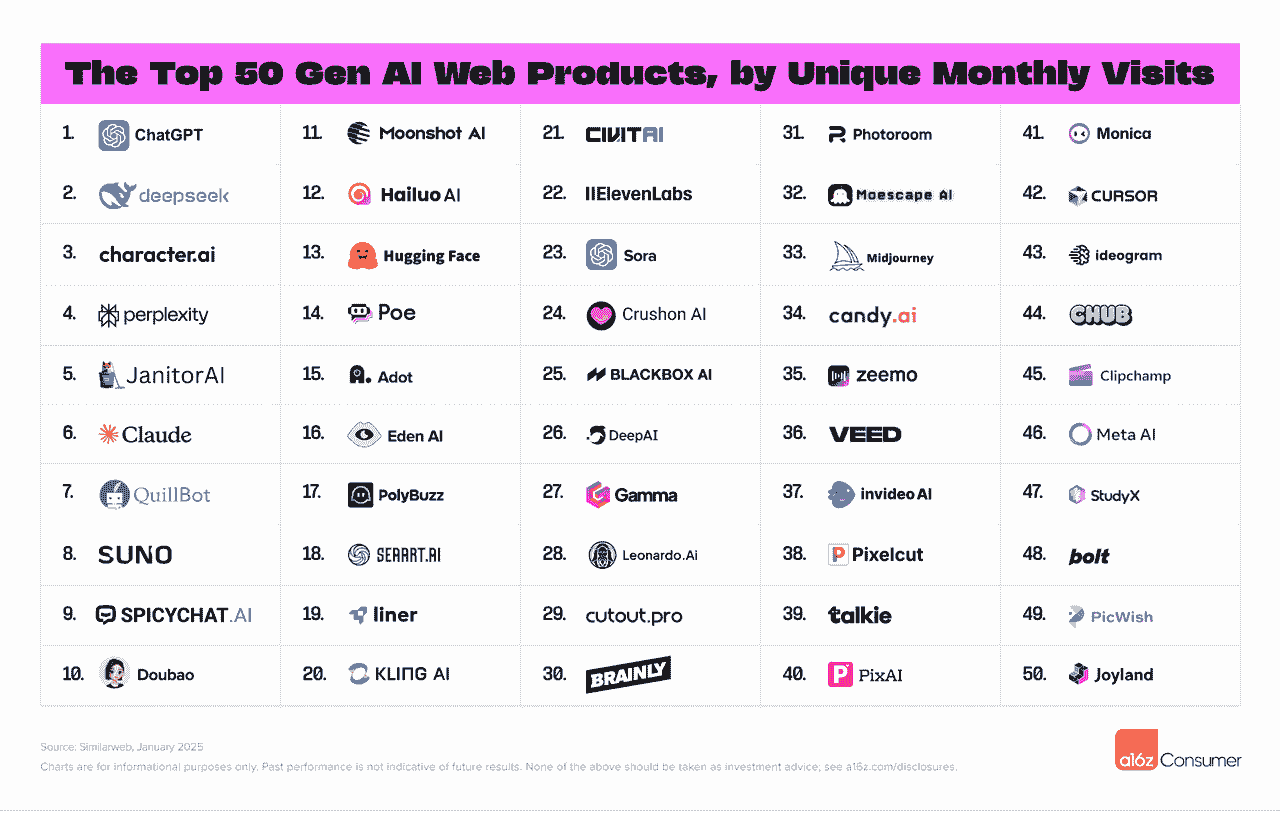 The Top 50 Gen AI Web Products, by Unique Monthly Visits
1. ChatGPT
2. deepseek
3. character.ai
4. perplexity
5. JanitorAI
6. Claude
7. QuillBot
8. SUNO
9. SPICYCHAT.AI
10. Doubao
11. Moonshot AI
12. Hailuo AI
13. Hugging Face
14. Poe
15. Adot
16. Eden AI
17. PolyBuzz
18. SEAART.AI
19. liner
20. KLING AI
21. CIVITAI
22. IIElevenLabs
23. Sora
24. Crushon AI
25. BLACKBOX AI
26. DeepAI
27. Gamma
28. Leonardo.Ai
29. cutout.pro
30. BRAINLY
31. Photoroom
32. Moescape AI
33. Midjourney
34. candy.ai
35. zeemo
36. VEED
37. invideo AI
38. P Pixelcut
39. talkie
40. P PixAI
41. Monica
42. CURSOR
43. ideogram
44. CHUB
45. Clipchamp
46. Meta AI
47. StudyX
48. bolt
49. PicWish
50. Joyland
Source: Similarweb, January 2025
Charts are for informational purposes only. Past performance is not indicative of future results. None of the above should be taken as investment advice; see a16z.com/disclosures.
a16z Consumer